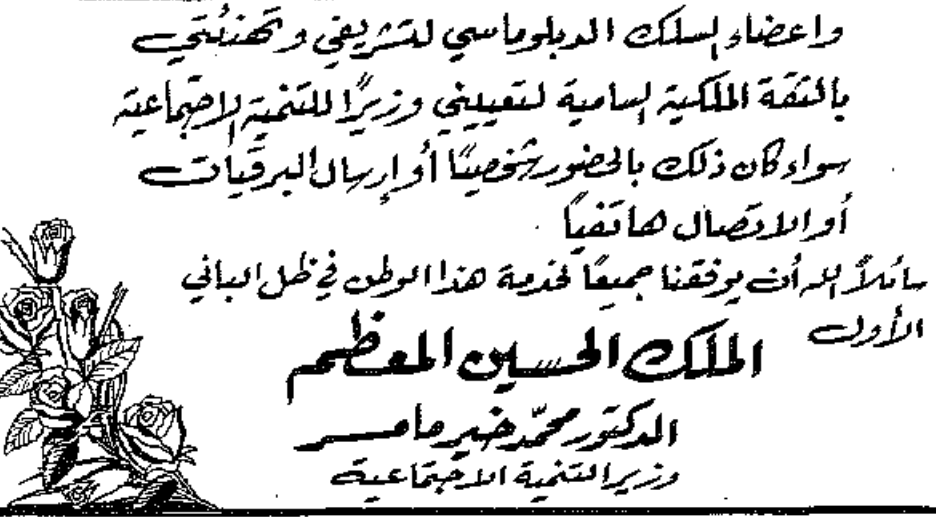 واعضاء السلك الدبلوماسي لتشريفي وتهنئتي
بالثقة الملكية السامية لتعييني وزيرًا للتنمية الاجتماعية
سواء كان ذلك بالحضور شخصيًا أو إرسال البرقيات
أو الاتصال هاتفيًا
سائلاً الله أن يوفقنا جميعًا لخدمة هذا الوطن في ظل الباني
الأول
الملك الحسين المعظم
الدكتور محمّد خير مامسر
وزير التنمية الاجتماعية